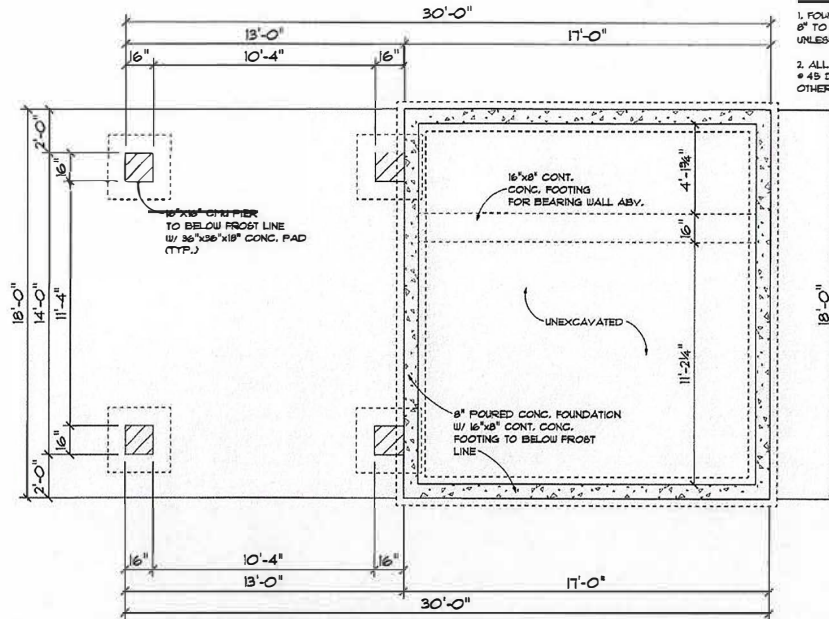 30'-0"
13'-0"
17'-0"
16"
10'-4"
16"
1. FOU
8" TO
UNLES
2. ALL
@ 45 D
OTHER
2'-0"
16"
16"x8" CONT.
CONC. FOOTING
FOR BEARING WALL ABV.
4'-1¾"
16"
16"x16" CMU PIER
TO BELOW FROST LINE
W/ 36"x36"x18" CONC. PAD
(TYP.)
18'-0"
14'-0"
11'-4"
UNEXCAVATED
18'-0"
11'-2¼"
8" POURED CONC. FOUNDATION
W/ 16"x8" CONT. CONC.
FOOTING TO BELOW FROST
LINE
16"
2'-0"
16"
10'-4"
16"
13'-0"
17'-0"
30'-0"